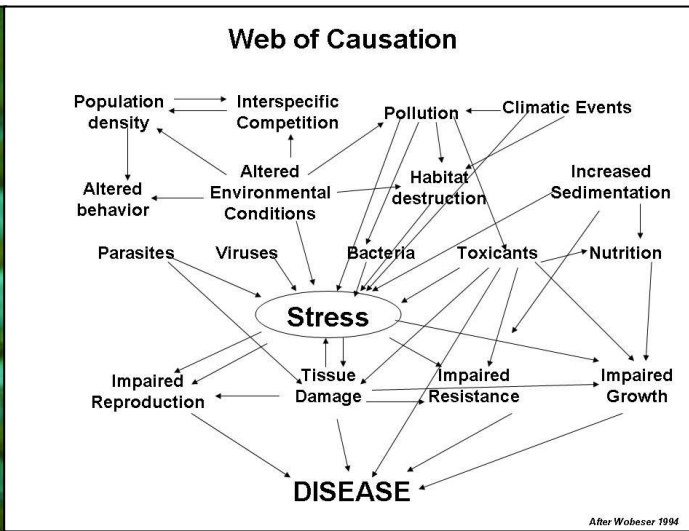 Web of Causation
Population
density
Interspecific
Competition
Pollution
Climatic Events
Altered
behavior
Altered
Environmental
Conditions
Habitat
destruction
Increased
Sedimentation
Parasites
Viruses
Bacteria
Toxicants
Nutrition
Stress
Impaired
Reproduction
Tissue
Damage
Impaired
Resistance
Impaired
Growth
DISEASE
After Wobeser 1994